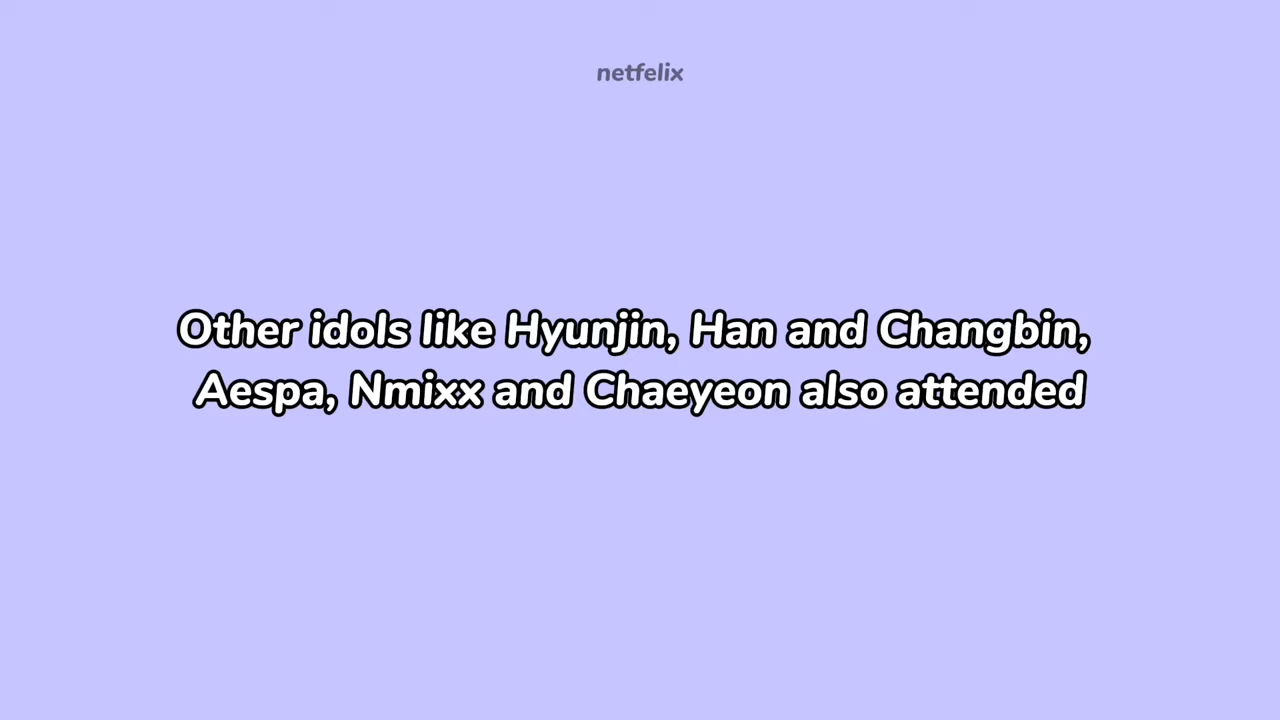 netfelix
Other idols like Hyunjin, Han and Changbin,
Aespa, Nmixx and Chaeyeon also attended